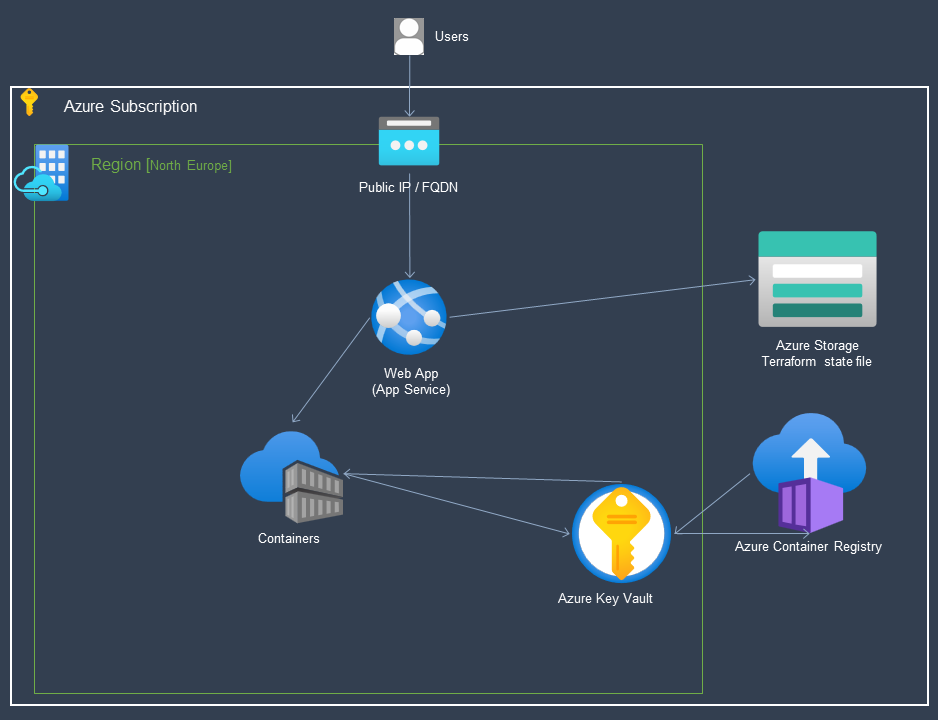 Users
Azure Subscription
Region [North Europe]
Public IP / FQDN
Web App
(App Service)
Azure Storage
Terraform state file
Containers
Azure Key Vault
Azure Container Registry